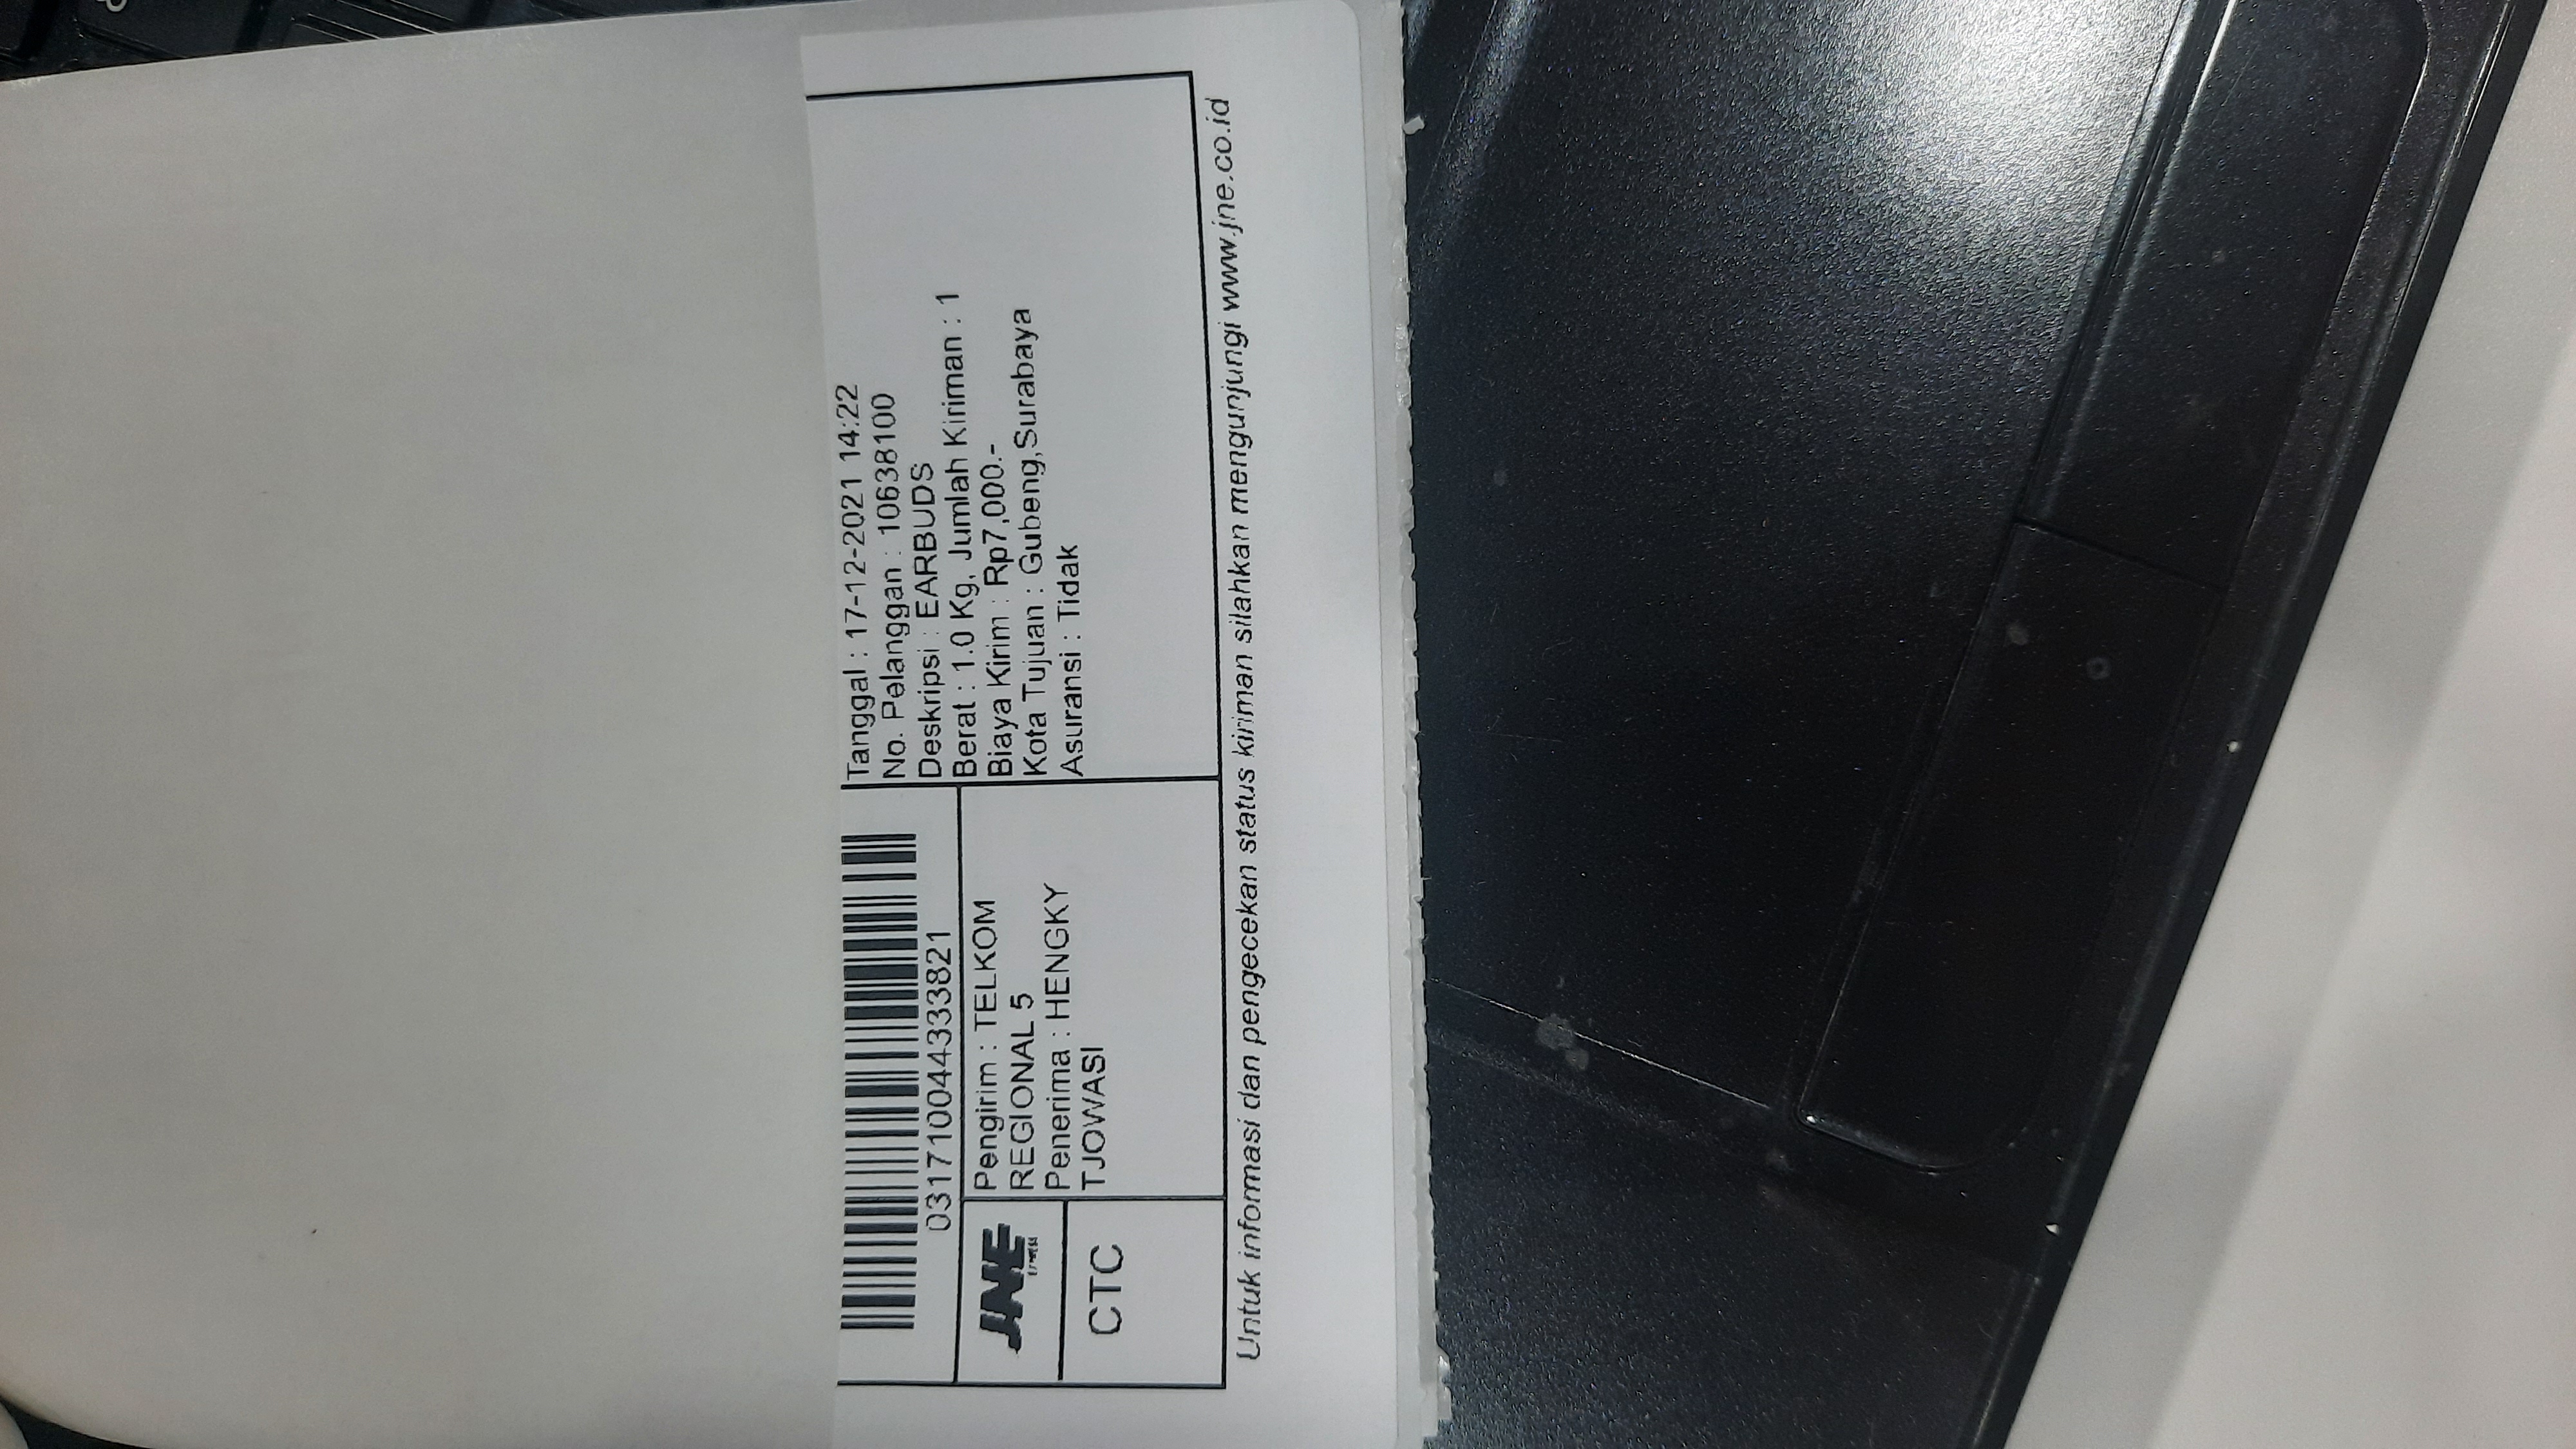 031710044333821
JNE
EXPRESS
CTC
Pengirim : TELKOM
REGIONAL 5
Penerima : HENGKY
TJOWASI
Tanggal : 17-12-2021 14:22
No. Pelanggan : 10638100
Deskripsi : EARBUDS
Berat : 1.0 Kg, Jumlah Kiriman : 1
Biaya Kirim : Rp7,000.-
Kota Tujuan : Gubeng,Surabaya
Asuransi : Tidak
Untuk informasi dan pengecekan status kiriman silahkan mengunjungi www.jne.co.id